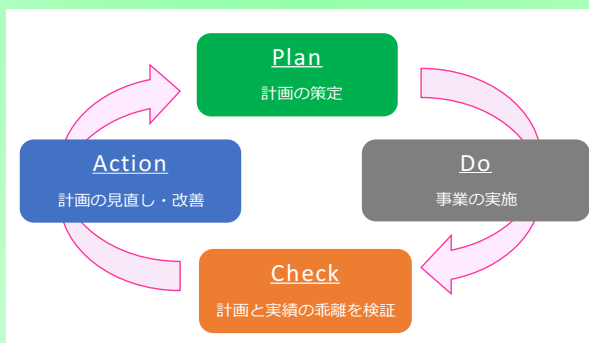 Plan
計画の策定
Action
計画の見直し・改善
Do
事業の実施
Check
計画と実績の乖離を検証